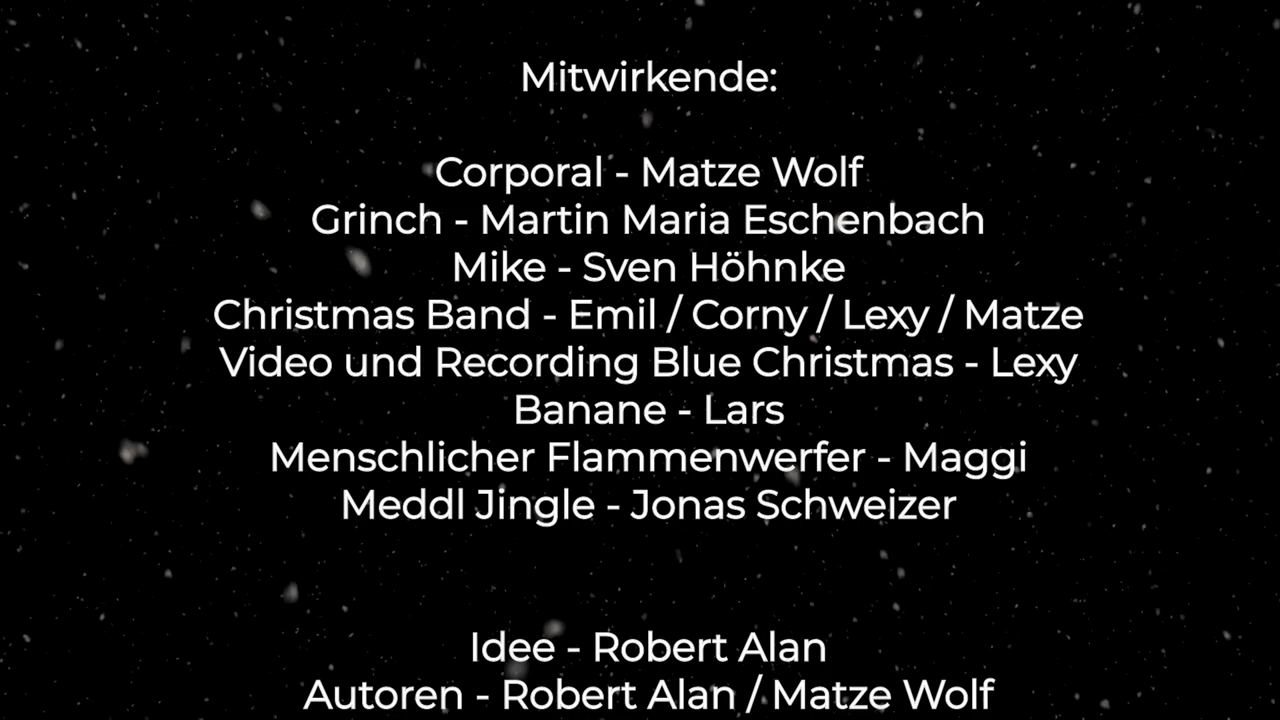 Mitwirkende:
Corporal - Matze Wolf
Grinch - Martin Maria Eschenbach
Mike - Sven Höhnke
Christmas Band - Emil / Corny / Lexy / Matze
Video und Recording Blue Christmas - Lexy
Banane - Lars
Menschlicher Flammenwerfer - Maggi
Meddl Jingle - Jonas Schweizer
Idee - Robert Alan
Autoren - Robert Alan / Matze Wolf